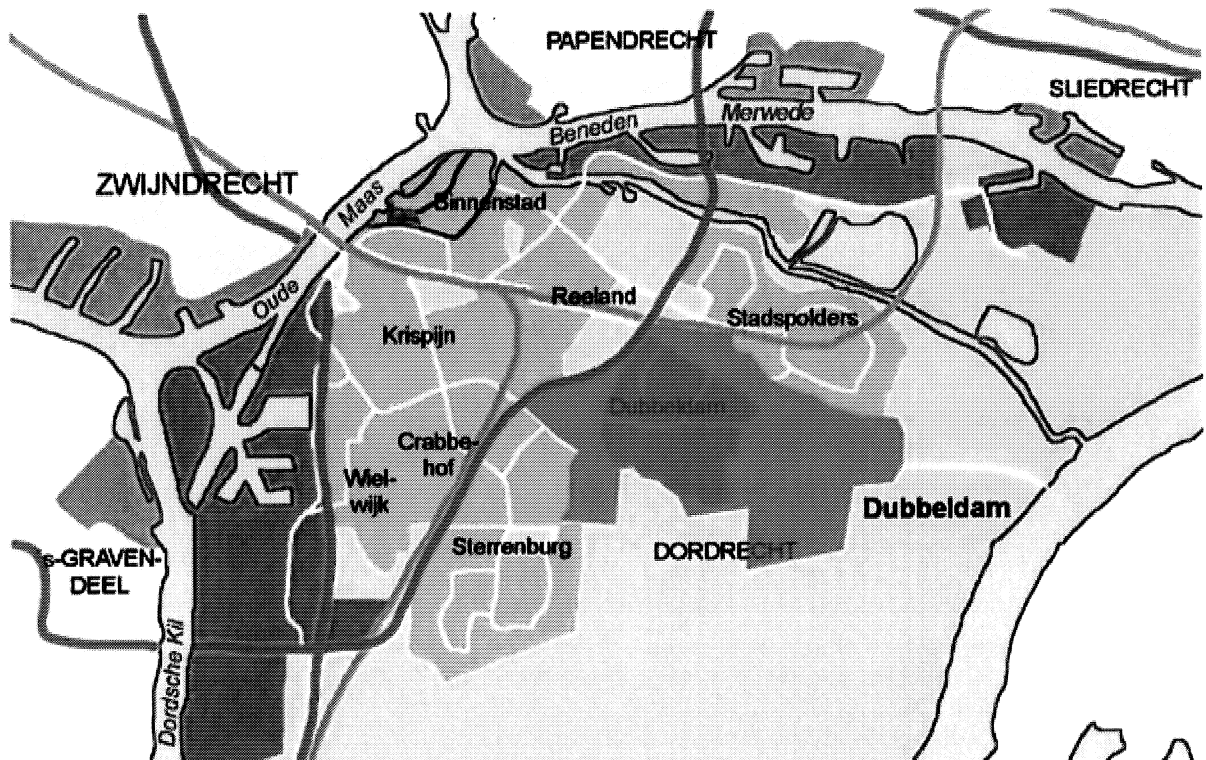 PAPENDRECHT
SLIEDRECHT
Merwede
Beneden
ZWIJNDRECHT
Maas
Binnenstad
Oude
Reeland
Stadspolders
Krispijn
Dubbeldam
Crabbe-
hof
Wiel-
wijk
Dubbeldam
Sterrenburg
DORDRECHT
's-GRAVEN-
DEEL
Dordsche Kil